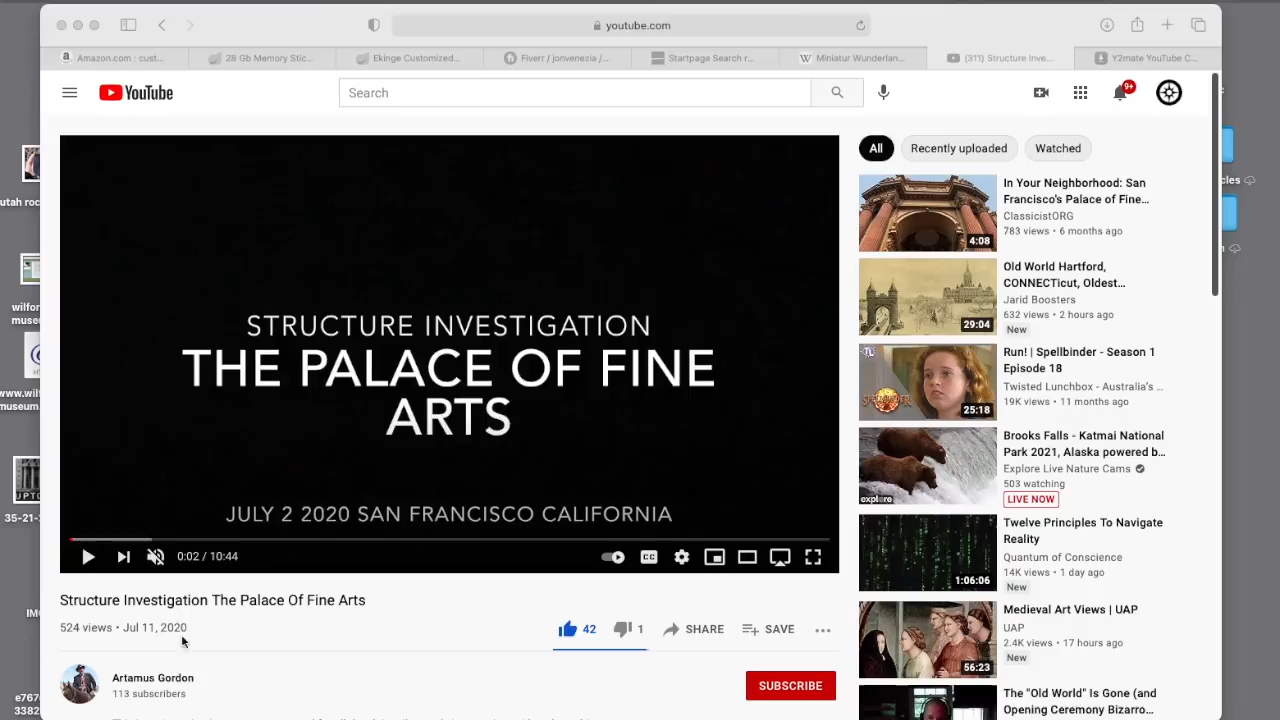 youtube.com
Amazon.com : cust...
28 Gb Memory Stic...
Ekinge Customized...
Fiverr / jonvenezia /...
Startpage Search r...
Miniatur Wunderlan...
(311) Structure Inve...
Y2mate YouTube C...
YouTube
Search
9+
STRUCTURE INVESTIGATION
THE PALACE OF FINE
ARTS
JULY 2 2020 SAN FRANCISCO CALIFORNIA
0:02 / 10:44
CC
Structure Investigation The Palace Of Fine Arts
524 views • Jul 11, 2020
42
1
SHARE
SAVE
Artamus Gordon
113 subscribers
SUBSCRIBE
All
Recently uploaded
Watched
4:08
In Your Neighborhood: San
Francisco's Palace of Fine...
ClassicistORG
783 views • 6 months ago
29:04
Old World Hartford,
CONNECTicut, Oldest...
Jarid Boosters
632 views • 2 hours ago
New
25:18
Run! | Spellbinder - Season 1
Episode 18
Twisted Lunchbox - Australia's ...
19K views • 11 months ago
explore
Brooks Falls - Katmai National
Park 2021, Alaska powered b...
Explore Live Nature Cams
503 watching
LIVE NOW
1:06:06
Twelve Principles To Navigate
Reality
Quantum of Conscience
14K views • 1 day ago
New
56:23
Medieval Art Views | UAP
UAP
2.4K views • 17 hours ago
New
The "Old World" Is Gone (and
Opening Ceremony Bizarro...
utah roc
wilfor
muse
www.wil
museum.
UPTO
35-21-
IMG
e767
3382
cles